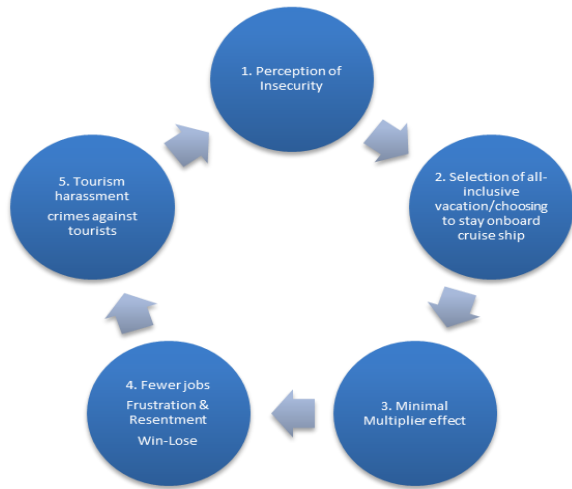 1. Perception of
Insecurity
2. Selection of all-
inclusive
vacation/choosing
to stay onboard
cruise ship
3. Minimal
Multiplier effect
4. Fewer jobs
Frustration &
Resentment
Win-Lose
5. Tourism
harassment
crimes against
tourists